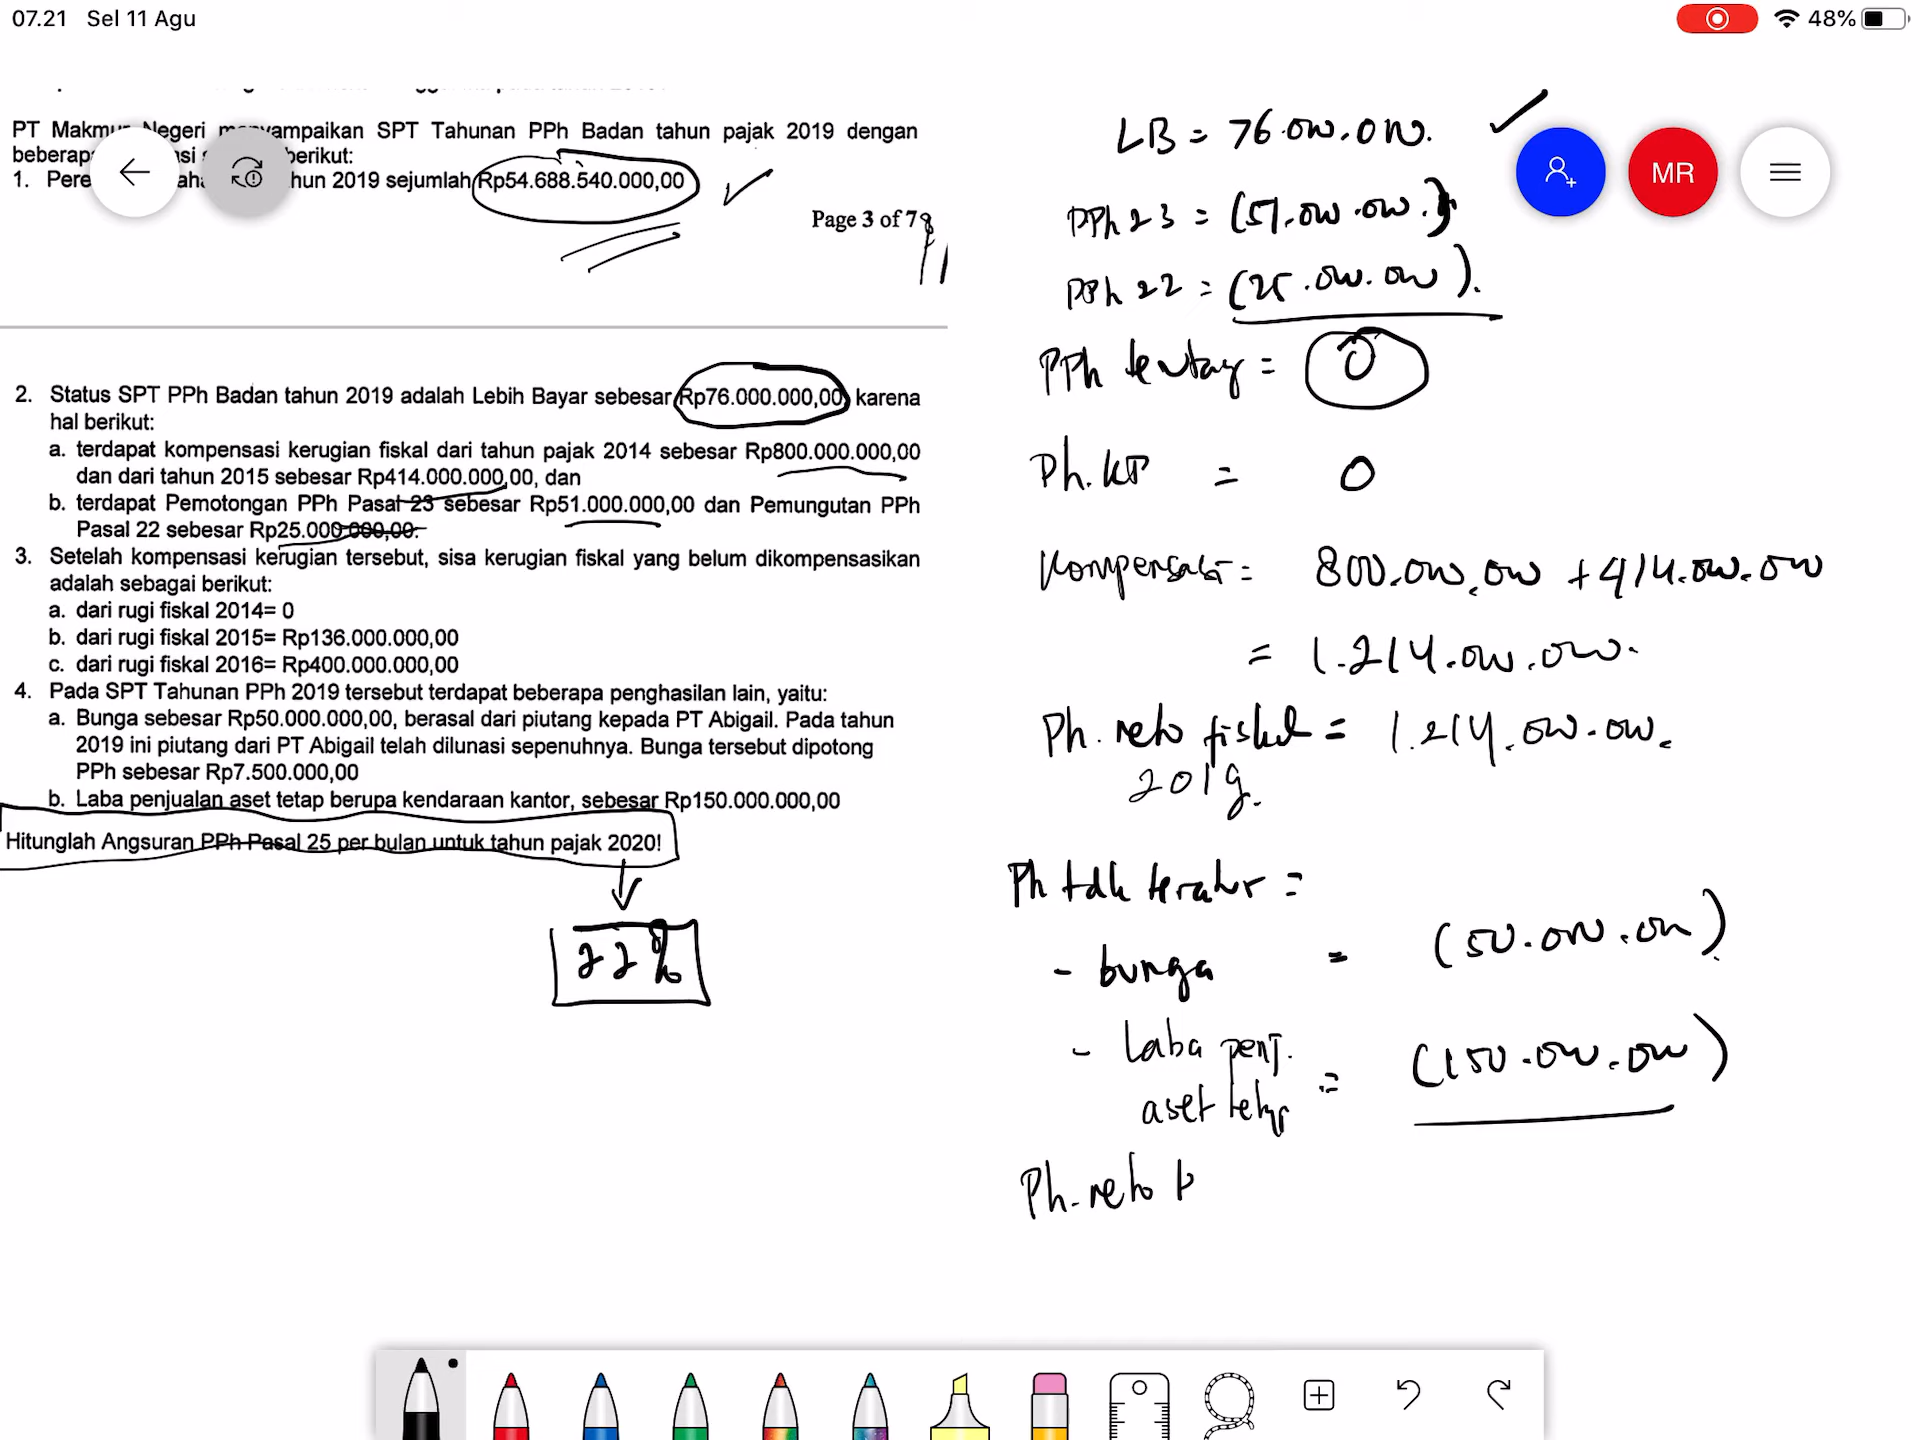 07.21 Sel 11 Agu
48%
PT Makmur Negeri menyampaikan SPT Tahunan PPh Badan tahun pajak 2019 dengan
berikut:
1. hun 2019 sejumlah Rp54.688.540.000,00
Page 3 of 78
2. Status SPT PPh Badan tahun 2019 adalah Lebih Bayar sebesar Rp76.000.000,00 karena
hal berikut:
a. terdapat kompensasi kerugian fiskal dari tahun pajak 2014 sebesar Rp800.000.000,00
dan dari tahun 2015 sebesar Rp414.000.000,00, dan
b. terdapat Pemotongan PPh Pasal 23 sebesar Rp51.000.000,00 dan Pemungutan PPh
Pasal 22 sebesar Rp25.000.000,00.
3. Setelah kompensasi kerugian tersebut, sisa kerugian fiskal yang belum dikompensasikan
adalah sebagai berikut:
a. dari rugi fiskal 2014= 0
b. dari rugi fiskal 2015= Rp136.000.000,00
c. dari rugi fiskal 2016= Rp400.000.000,00
4. Pada SPT Tahunan PPh 2019 tersebut terdapat beberapa penghasilan lain, yaitu:
a. Bunga sebesar Rp50.000.000,00, berasal dari piutang kepada PT Abigail. Pada tahun
2019 ini piutang dari PT Abigail telah dilunasi sepenuhnya. Bunga tersebut dipotong
PPh sebesar Rp7.500.000,00
b. Laba penjualan aset tetap berupa kendaraan kantor, sebesar Rp150.000.000,00
Hitunglah Angsuran PPh Pasal 25 per bulan untuk tahun pajak 2020!
22%
MR
LB = 76.000.000.
PPh 23 = (51.000.000.)
PPh 22 = (25.000.000).
PPh terutang = 0
Ph. KP = 0
Kompensasi = 800.000.000 + 414.000.000
= 1.214.000.000.
Ph. neto fiskal = 1.214.000.000.
2019.
Ph tdk teratur =
- bunga = (50.000.000)
- Laba penj.
aset tetap = (150.000.000)
Ph. neto